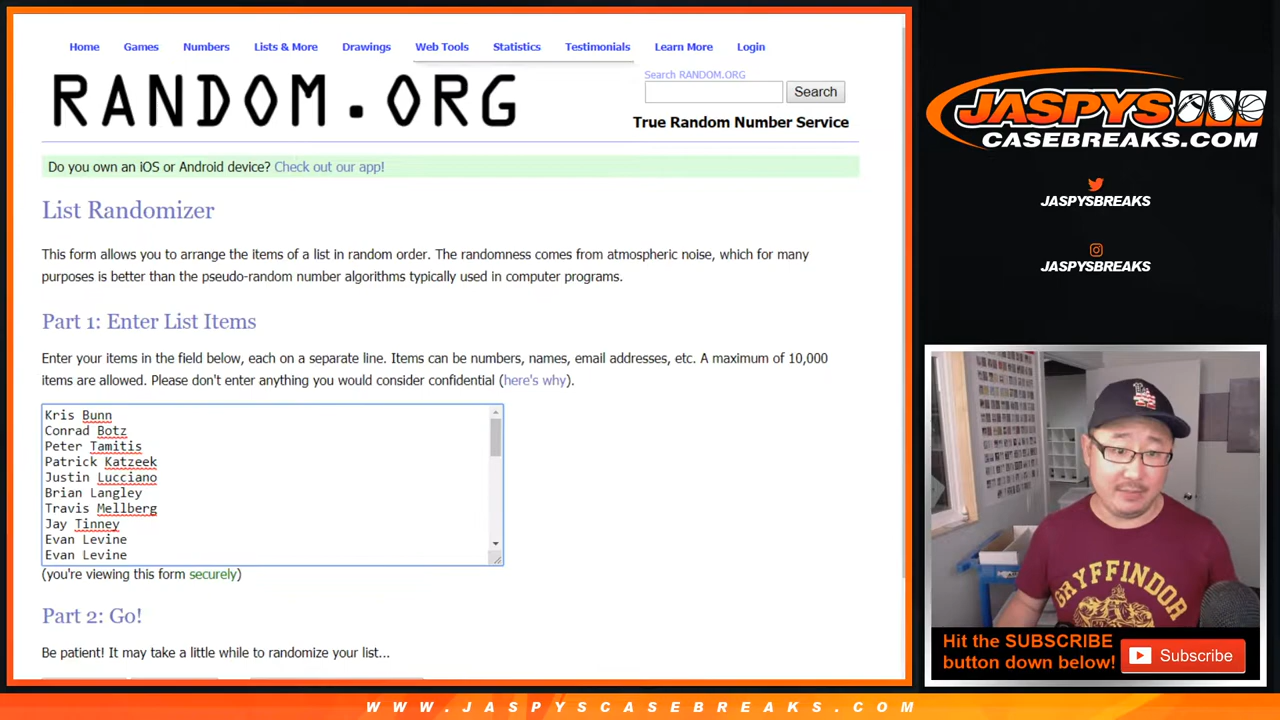 Home Games Numbers Lists & More Drawings Web Tools Statistics Testimonials Learn More Login
RANDOM.ORG
Search RANDOM.ORG
Search
True Random Number Service
Do you own an iOS or Android device? Check out our app!
List Randomizer
This form allows you to arrange the items of a list in random order. The randomness comes from atmospheric noise, which for many
purposes is better than the pseudo-random number algorithms typically used in computer programs.
Part 1: Enter List Items
Enter your items in the field below, each on a separate line. Items can be numbers, names, email addresses, etc. A maximum of 10,000
items are allowed. Please don't enter anything you would consider confidential (here's why).
Kris Bunn
Conrad Botz
Peter Tamitis
Patrick Katzeek
Justin Lucciano
Brian Langley
Travis Mellberg
Jay Tinney
Evan Levine
Evan Levine
(you're viewing this form securely)
Part 2: Go!
Be patient! It may take a little while to randomize your list...
JASPYS
CASEBREAKS.COM
JASPYSBREAKS
JASPYSBREAKS
GRYFFINDOR
Hit the SUBSCRIBE
button down below!
Subscribe
WWW.JASPYSCASEBREAKS.COM